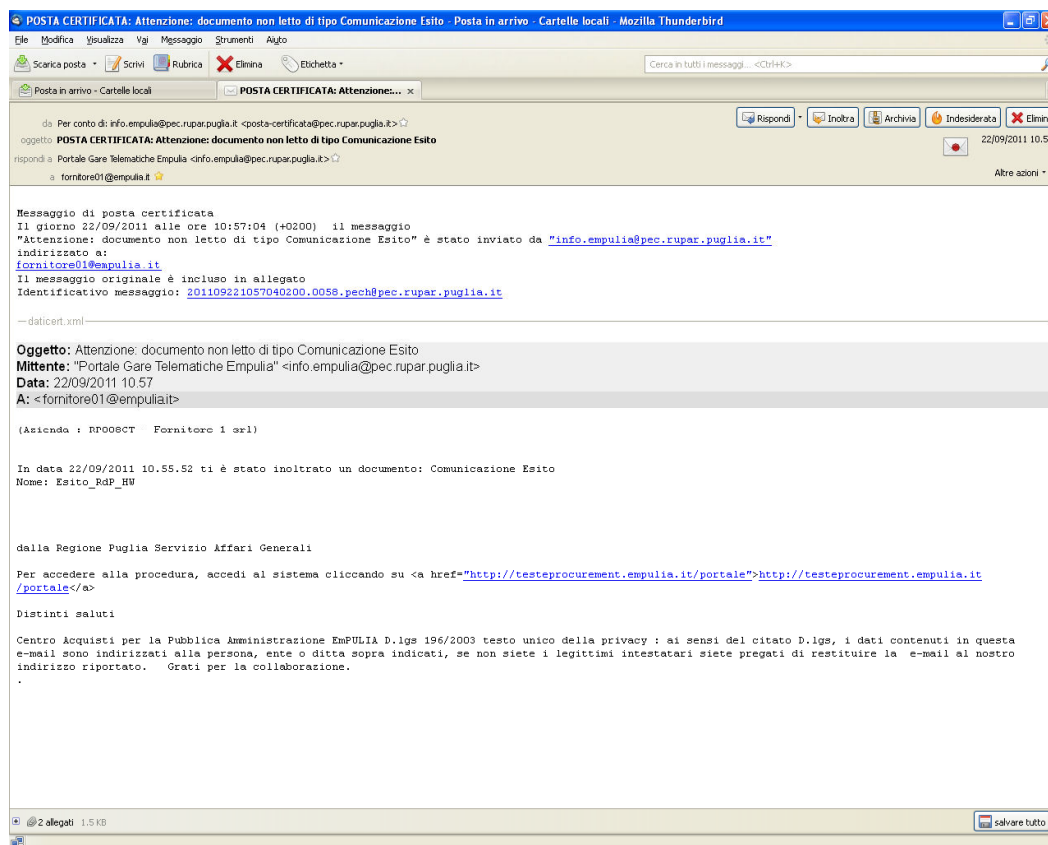 POSTA CERTIFICATA: Attenzione: documento non letto di tipo Comunicazione Esito - Posta in arrivo - Cartelle locali - Mozilla Thunderbird
File Modifica Visualizza Vai Messaggio Strumenti Aiuto
Scarica posta Scrivi Rubrica Elimina Etichetta Cerca in tutti i messaggi... <Ctrl+K>
Posta in arrivo - Cartelle locali POSTA CERTIFICATA: Attenzione:... x
da Per conto di: info.empulia@pec.rupar.puglia.it <posta-certificata@pec.rupar.puglia.it> Rispondi Inoltra Archivia Indesiderata Elimin
oggetto POSTA CERTIFICATA: Attenzione: documento non letto di tipo Comunicazione Esito 22/09/2011 10.5
rispondi a Portale Gare Telematiche Empulia <info.empulia@pec.rupar.puglia.it>
a fornitore01@empulia.it Altre azioni
Messaggio di posta certificata
Il giorno 22/09/2011 alle ore 10:57:04 (+0200) il messaggio
"Attenzione: documento non letto di tipo Comunicazione Esito" è stato inviato da "info.empulia@pec.rupar.puglia.it"
indirizzato a:
fornitore01@empulia.it
Il messaggio originale è incluso in allegato
Identificativo messaggio: 201109221057040200.0058.pech@pec.rupar.puglia.it
daticert.xml
Oggetto: Attenzione: documento non letto di tipo Comunicazione Esito
Mittente: "Portale Gare Telematiche Empulia" <info.empulia@pec.rupar.puglia.it>
Data: 22/09/2011 10.57
A: <fornitore01@empulia.it>
(Azienda : RP008CT Fornitore 1 srl)
In data 22/09/2011 10.55.52 ti è stato inoltrato un documento: Comunicazione Esito
Nome: Esito_RdP_HW
dalla Regione Puglia Servizio Affari Generali
Per accedere alla procedura, accedi al sistema cliccando su <a href="http://testeprocurement.empulia.it/portale">http://testeprocurement.empulia.it
/portale</a>
Distinti saluti
Centro Acquisti per la Pubblica Amministrazione EmPULIA D.lgs 196/2003 testo unico della privacy : ai sensi del citato D.lgs, i dati contenuti in questa
e-mail sono indirizzati alla persona, ente o ditta sopra indicati, se non siete i legittimi intestatari siete pregati di restituire la e-mail al nostro
indirizzo riportato. Grati per la collaborazione.
.
2 allegati 1.5 KB salvare tutto